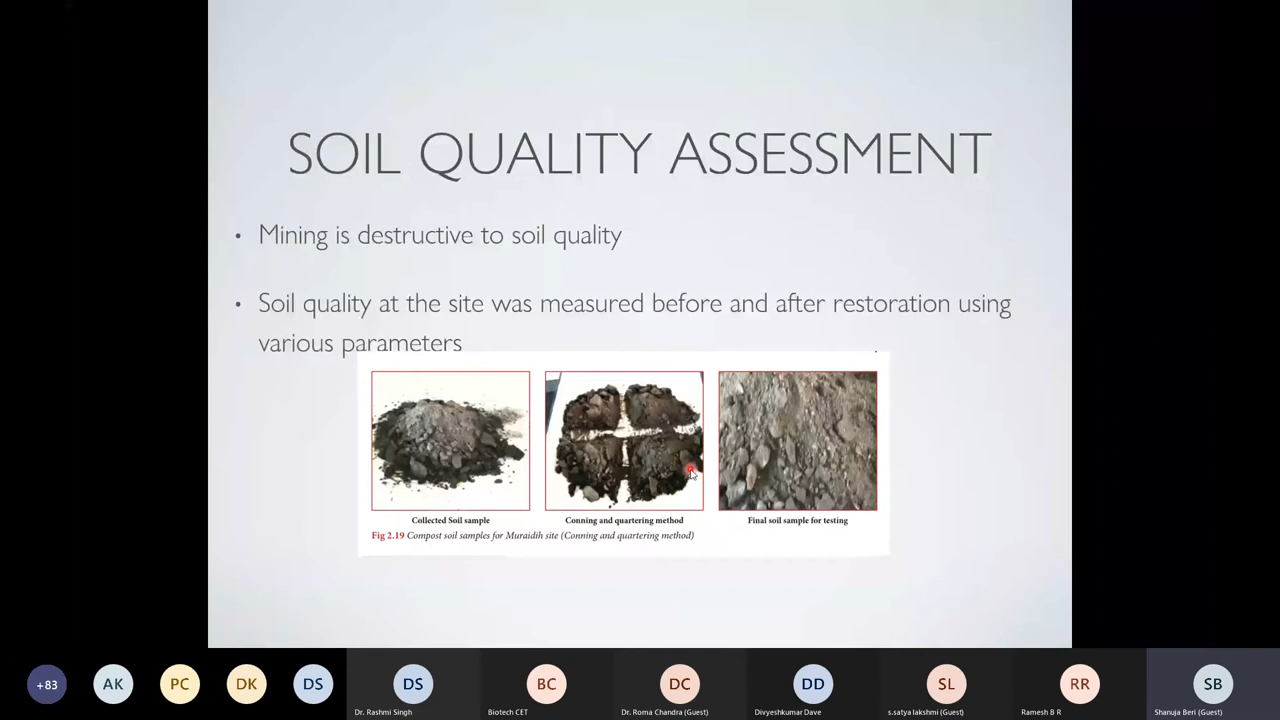 SOIL QUALITY ASSESSMENT
• Mining is destructive to soil quality
• Soil quality at the site was measured before and after restoration using
various parameters
Collected Soil sample
Conning and quartering method
Final soil sample for testing
Fig 2.19 Compost soil samples for Muraidih site (Conning and quartering method)
+83
AK
PC
DK
DS
DS
BC
DC
DD
SL
RR
SB
Dr. Rashmi Singh
Biotech CET
Dr. Roma Chandra (Guest)
Divyeshkumar Dave
s.satya lakshmi (Guest)
Ramesh B R
Shanuja Beri (Guest)